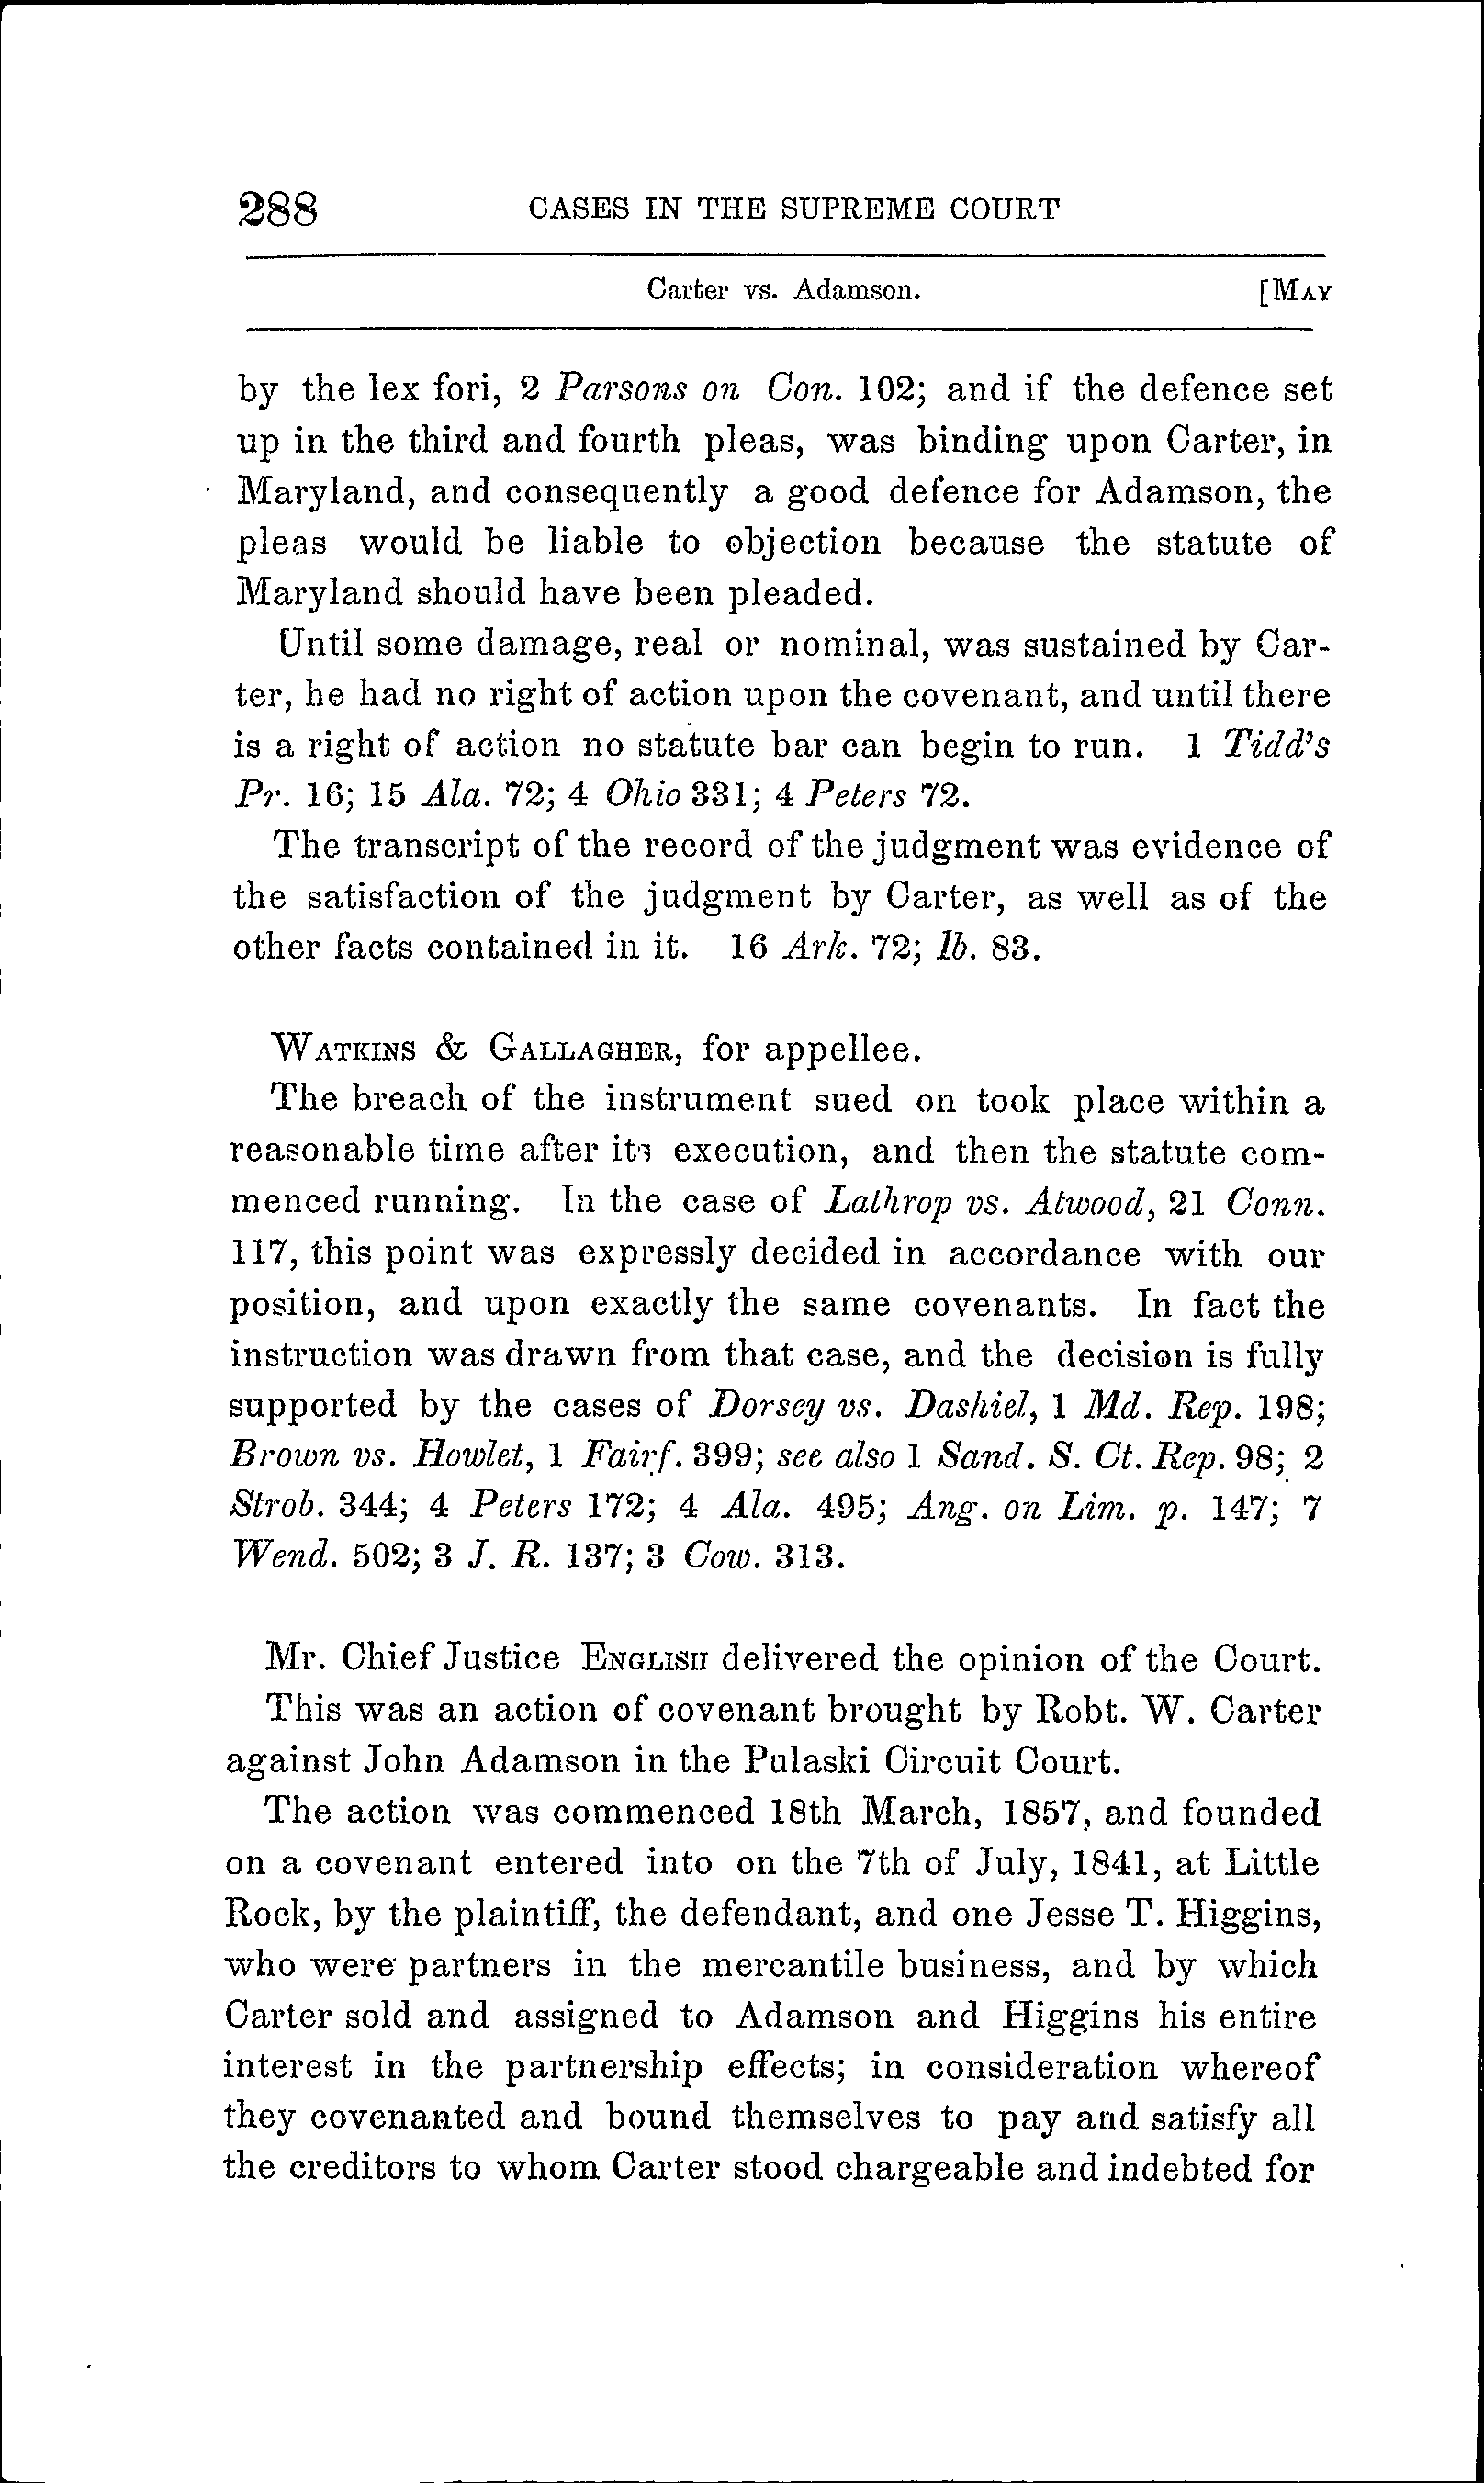 288 CASES IN THE SUPREME COURT
Carter vs. Adamson. [MAY
by the lex fori, 2 Parsons on Con. 102; and if the defence set
up in the third and fourth pleas, was binding upon Carter, in
Maryland, and consequently a good defence for Adamson, the
pleas would be liable to objection because the statute of
Maryland should have been pleaded.
Until some damage, real or nominal, was sustained by Car-
ter, he had no right of action upon the covenant, and until there
is a right of action no statute bar can begin to run. 1 Tidd's
Pr. 16; 15 Ala. 72; 4 Ohio 331; 4 Peters 72.
The transcript of the record of the judgment was evidence of
the satisfaction of the judgment by Carter, as well as of the
other facts contained in it. 16 Ark. 72; Ib. 83.
WATKINS & GALLAGHER, for appellee.
The breach of the instrument sued on took place within a
reasonable time after its execution, and then the statute com-
menced running. In the case of Lathrop vs. Atwood, 21 Conn.
117, this point was expressly decided in accordance with our
position, and upon exactly the same covenants. In fact the
instruction was drawn from that case, and the decision is fully
supported by the cases of Dorsey vs. Dashiel, 1 Md. Rep. 198;
Brown vs. Howlet, 1 Fairf. 399; see also 1 Sand. S. Ct. Rep. 98; 2
Strob. 344; 4 Peters 172; 4 Ala. 495; Ang. on Lim. p. 147; 7
Wend. 502; 3 J. R. 137; 3 Cow. 313.
Mr. Chief Justice ENGLISH delivered the opinion of the Court.
This was an action of covenant brought by Robt. W. Carter
against John Adamson in the Pulaski Circuit Court.
The action was commenced 18th March, 1857, and founded
on a covenant entered into on the 7th of July, 1841, at Little
Rock, by the plaintiff, the defendant, and one Jesse T. Higgins,
who were partners in the mercantile business, and by which
Carter sold and assigned to Adamson and Higgins his entire
interest in the partnership effects; in consideration whereof
they covenanted and bound themselves to pay and satisfy all
the creditors to whom Carter stood chargeable and indebted for